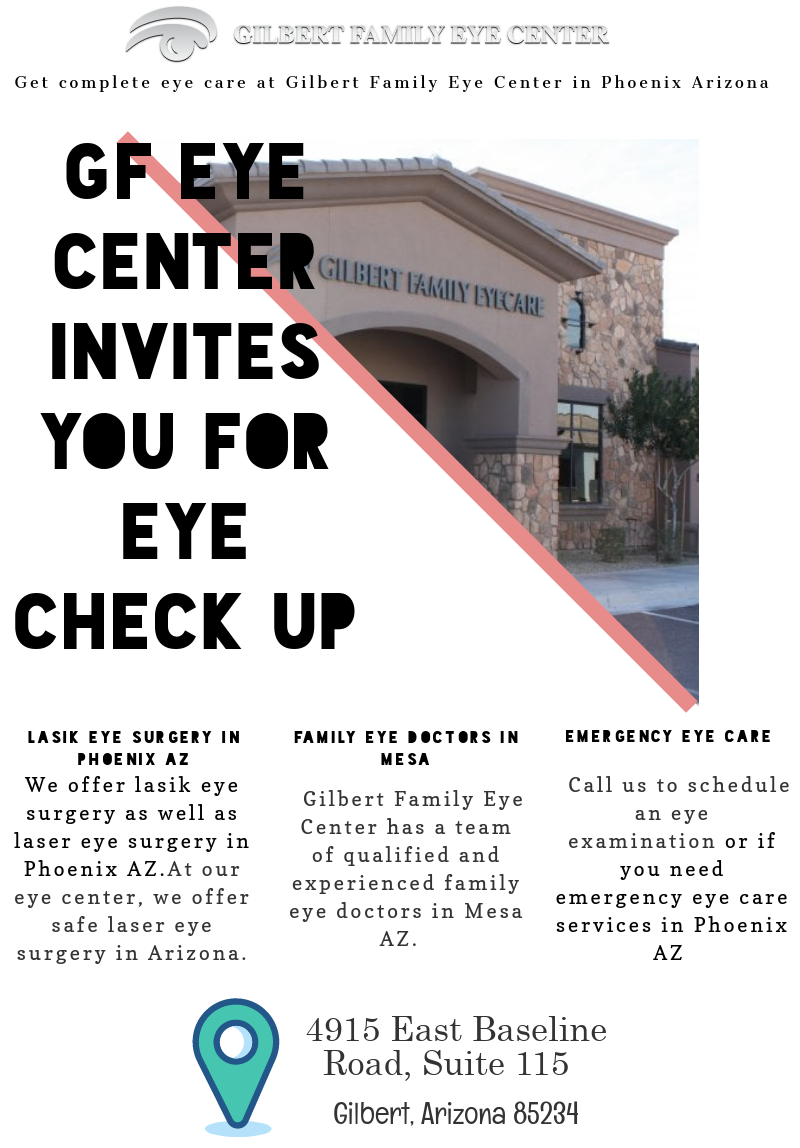 GILBERT FAMILY EYE CENTER
Get complete eye care at Gilbert Family Eye Center in Phoenix Arizona
GF EYE
CENTER
INVITES
YOU FOR
EYE
CHECK UP
GILBERT FAMILY EYECARE
LASIK EYE SURGERY IN
PHOENIX AZ
We offer lasik eye
surgery as well as
laser eye surgery in
Phoenix AZ.At our
eye center, we offer
safe laser eye
surgery in Arizona.
FAMILY EYE DOCTORS IN
MESA
Gilbert Family Eye
Center has a team
of qualified and
experienced family
eye doctors in Mesa
AZ.
EMERGENCY EYE CARE
Call us to schedule
an eye
examination or if
you need
emergency eye care
services in Phoenix
AZ
4915 East Baseline
Road, Suite 115
Gilbert, Arizona 85234